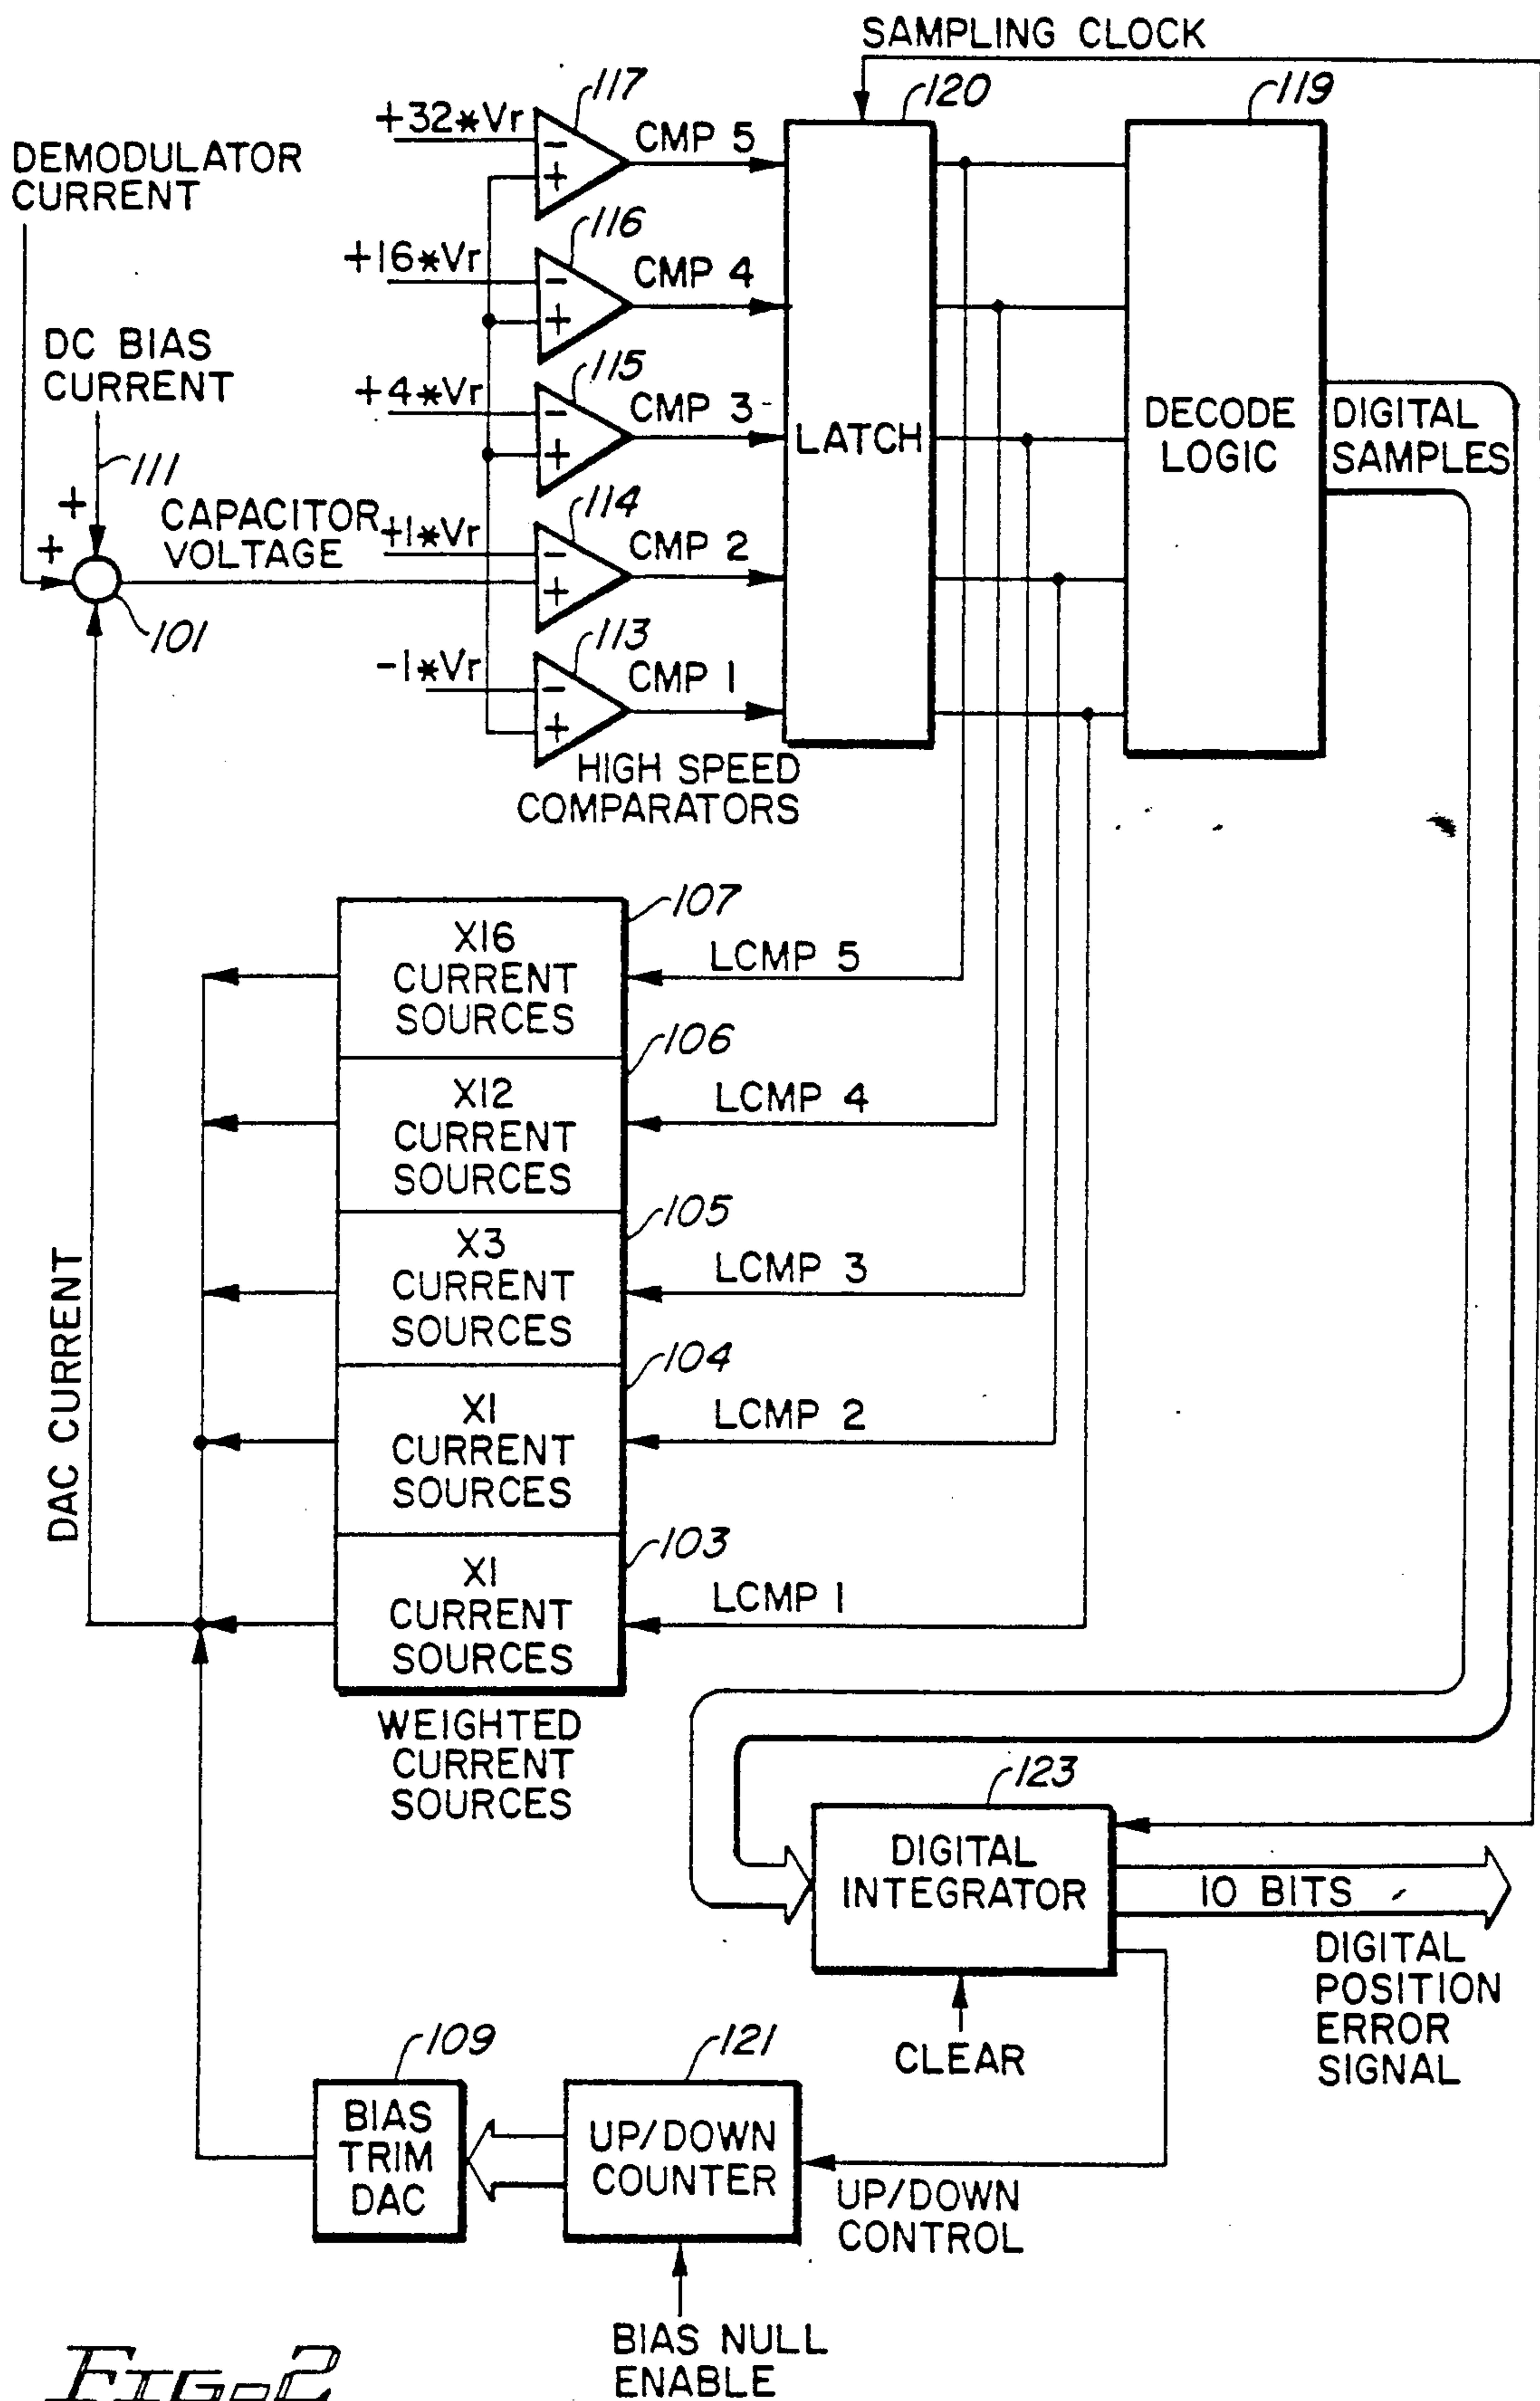 SAMPLING CLOCK
117
120
119
+32*Vr
CMP 5
DEMODULATOR
CURRENT
116
+16*Vr
CMP 4
DC BIAS
CURRENT
115
+4*Vr
CMP 3
LATCH
DECODE
LOGIC
DIGITAL
SAMPLES
111
CAPACITOR
VOLTAGE
114
+1*Vr
CMP 2
101
113
-1*Vr
CMP 1
HIGH SPEED
COMPARATORS
107
X16
CURRENT
SOURCES
LCMP 5
106
X12
CURRENT
SOURCES
LCMP 4
105
X3
CURRENT
SOURCES
LCMP 3
104
X1
CURRENT
SOURCES
LCMP 2
103
X1
CURRENT
SOURCES
LCMP 1
DAC CURRENT
WEIGHTED
CURRENT
SOURCES
123
DIGITAL
INTEGRATOR
10 BITS
DIGITAL
POSITION
ERROR
SIGNAL
CLEAR
109
BIAS
TRIM
DAC
121
UP/DOWN
COUNTER
UP/DOWN
CONTROL
BIAS NULL
ENABLE
FIG-2